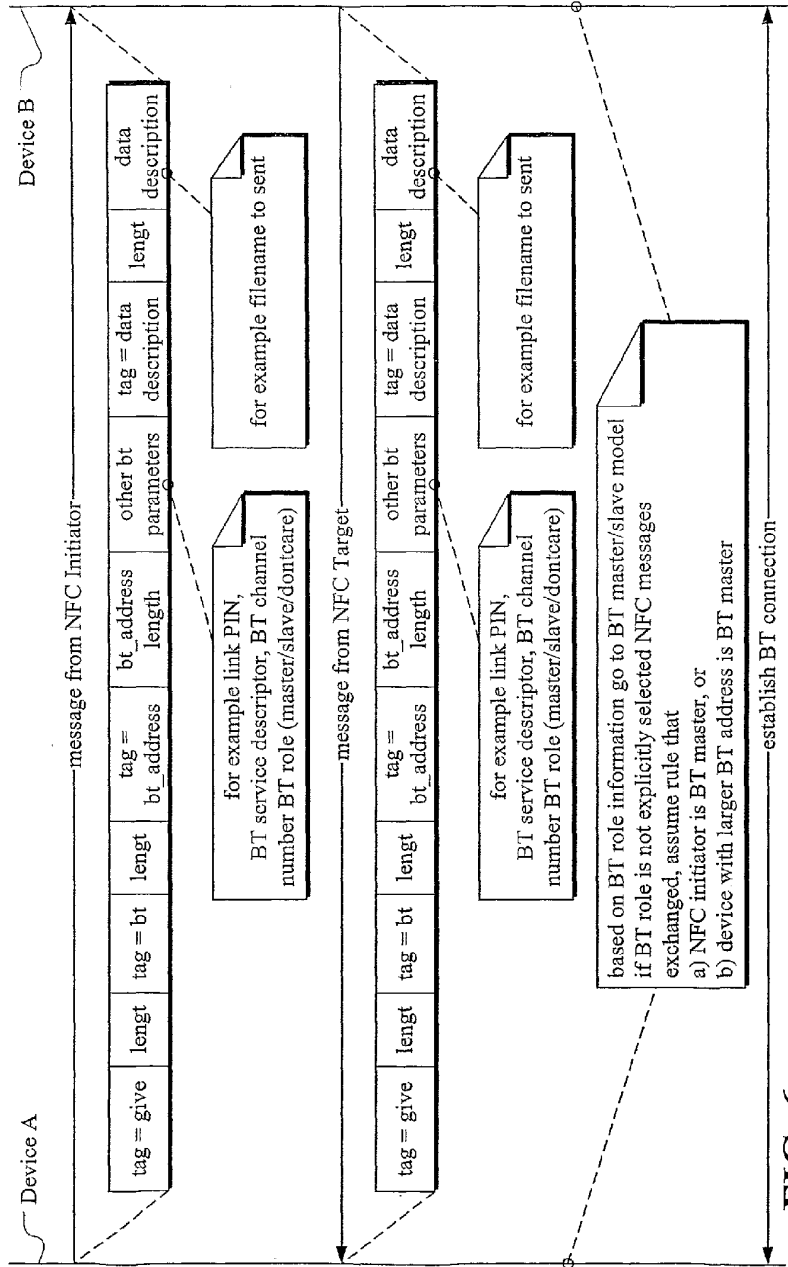 Device A
Device B
message from NFC Initiator
tag = give
lengt
tag = bt
lengt
tag =
bt_address
bt_address
length
other bt
parameters
tag = data
description
lengt
data
description
for example link PIN,
BT service descriptor, BT channel
number BT role (master/slave/dontcare)
for example filename to sent
message from NFC Target
tag = give
lengt
tag = bt
lengt
tag =
bt_address
bt_address
length
other bt
parameters
tag = data
description
lengt
data
description
for example link PIN,
BT service descriptor, BT channel
number BT role (master/slave/dontcare)
for example filename to sent
based on BT role information go to BT master/slave model
if BT role is not explicitly selected NFC messages
exchanged, assume rule that
a) NFC initiator is BT master, or
b) device with larger BT address is BT master
establish BT connection